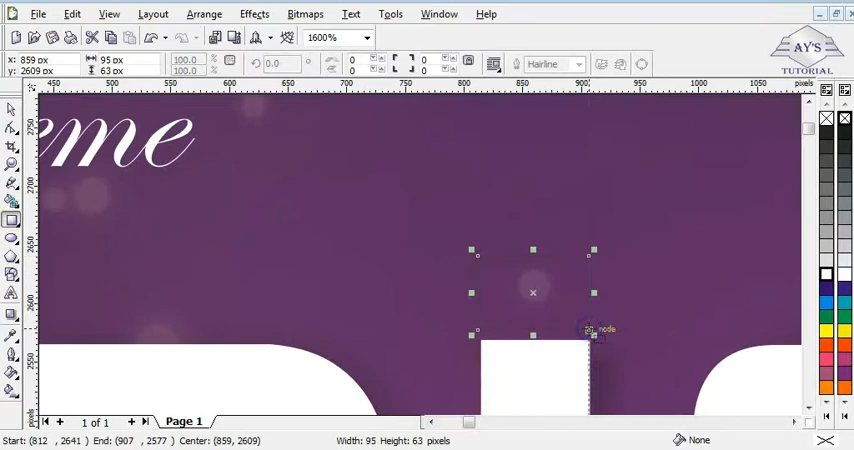 File Edit View Layout Arrange Effects Bitmaps Text Tools Window Help
1600%
AY'S
TUTORIAL
x: 859 px 95 px 100.0 0.0 0 0 Hairline
y: 2609 px 63 px 100.0 0 0
450 500 550 600 650 700 750 800 850 900 950 1000 1050 pixels
2750
2700
2650
2600
2550
pixels
eme
node
1 of 1 Page 1
Start: (812 , 2641 ) End: (907 , 2577 ) Center: (859, 2609) Width: 95 Height: 63 pixels None